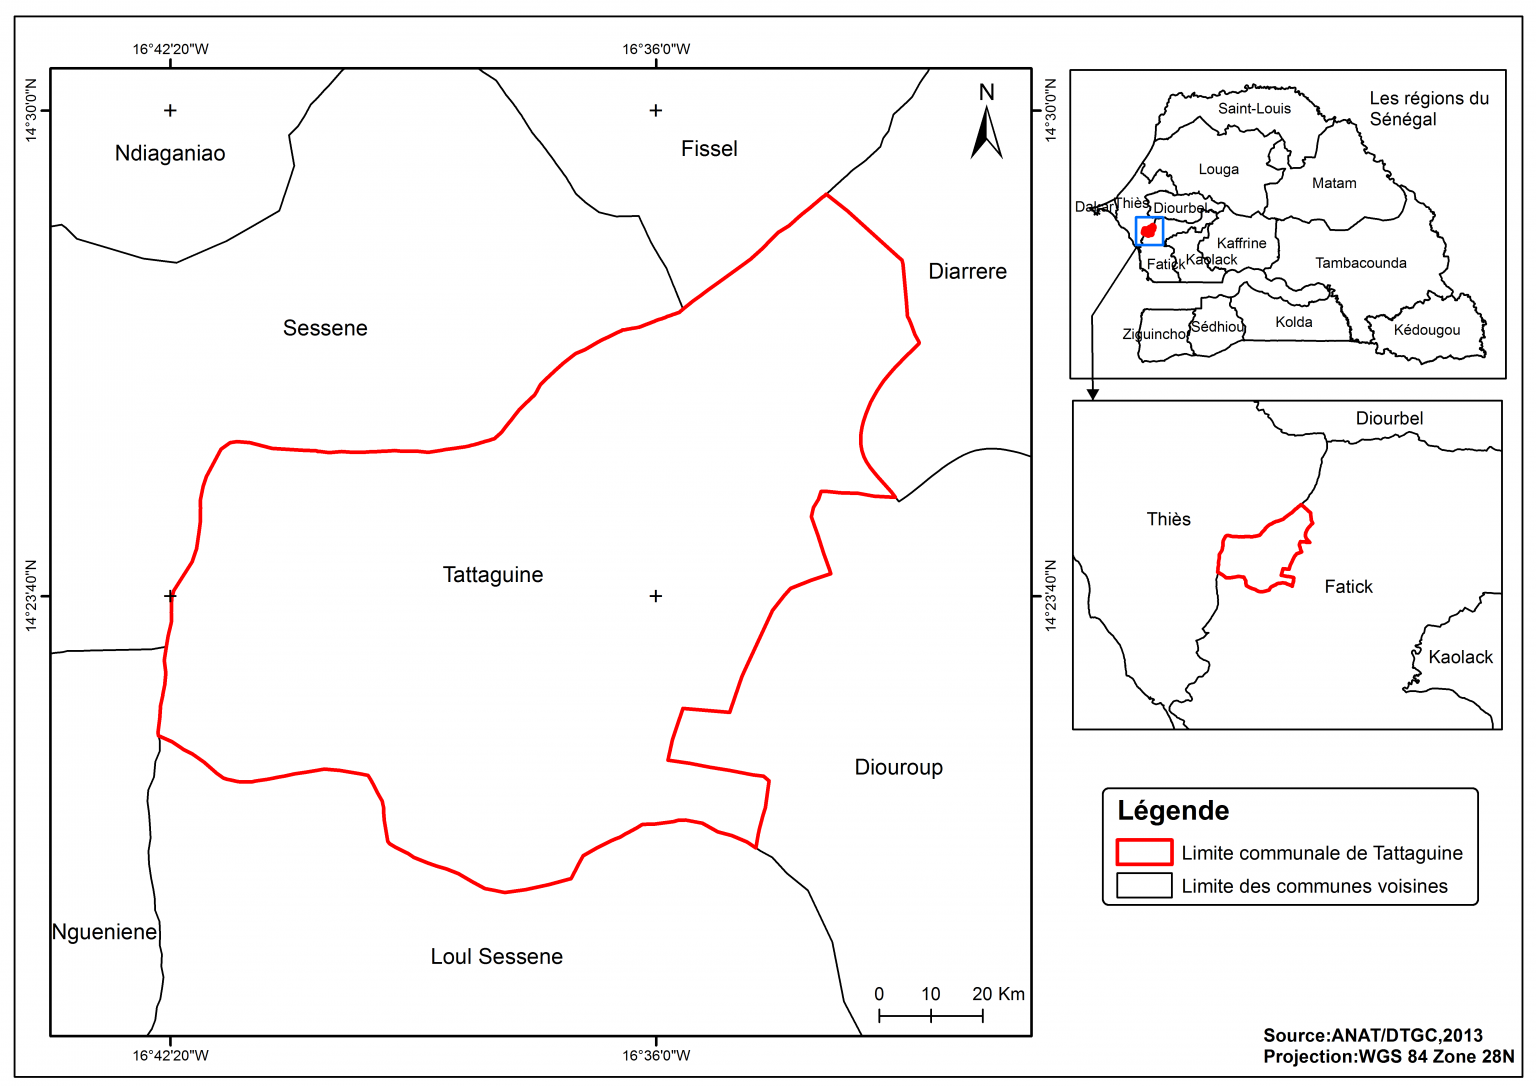 16°42'20"W
16°36'0"W
14°30'0"N
14°30'0"N
N
Ndiaganiao
Fissel
Diarrere
Sessene
Tattaguine
14°23'40"N
14°23'40"N
Diouroup
Ngueniene
Loul Sessene
0 10 20 Km
16°42'20"W
16°36'0"W
Les régions du
Sénégal
Saint-Louis
Louga
Matam
Dakar
Thiès
Diourbel
Kaffrine
Kaolack
Fatick
Tambacounda
Ziguinchor
Sédhiou
Kolda
Kédougou
Diourbel
Thiès
Fatick
Kaolack
Légende
Limite communale de Tattaguine
Limite des communes voisines
Source:ANAT/DTGC,2013
Projection:WGS 84 Zone 28N